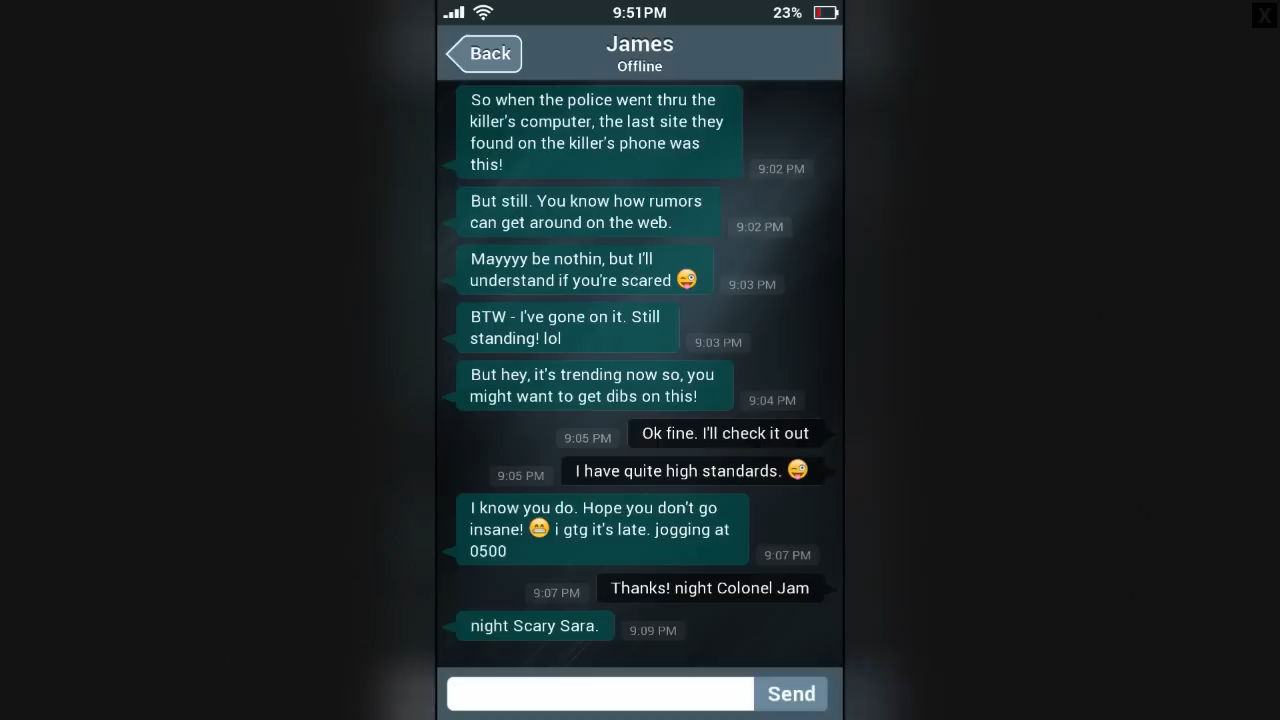 9:51PM
23%
X
Back
James
Offline
So when the police went thru the
killer's computer, the last site they
found on the killer's phone was
this!
9:02 PM
But still. You know how rumors
can get around on the web.
9:02 PM
Mayyyy be nothin, but I'll
understand if you're scared 😜
9:03 PM
BTW - I've gone on it. Still
standing! lol
9:03 PM
But hey, it's trending now so, you
might want to get dibs on this!
9:04 PM
9:05 PM
Ok fine. I'll check it out
9:05 PM
I have quite high standards. 😜
I know you do. Hope you don't go
insane! 😁 i gtg it's late. jogging at
0500
9:07 PM
9:07 PM
Thanks! night Colonel Jam
night Scary Sara.
9:09 PM
Send